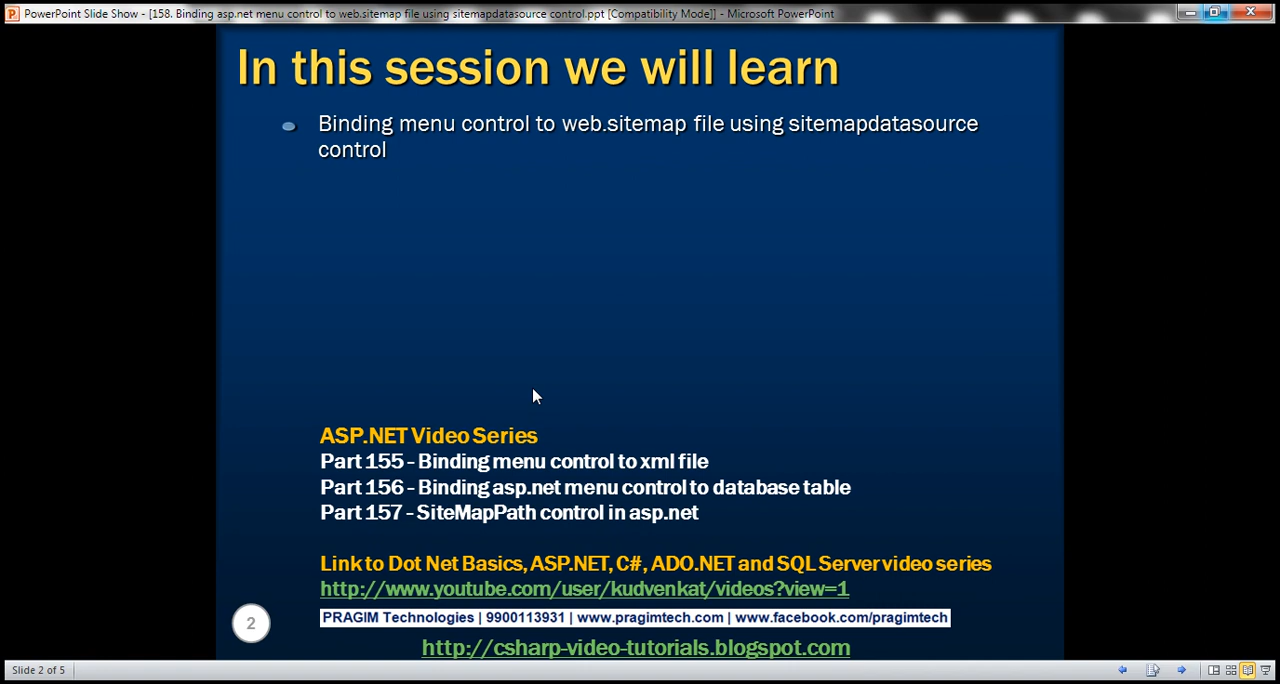 PowerPoint Slide Show - [158. Binding asp.net menu control to web.sitemap file using sitemapdatasource control.ppt [Compatibility Mode]] - Microsoft PowerPoint
In this session we will learn
Binding menu control to web.sitemap file using sitemapdatasource
control
ASP.NET Video Series
Part 155 - Binding menu control to xml file
Part 156 - Binding asp.net menu control to database table
Part 157 - SiteMapPath control in asp.net
Link to Dot Net Basics, ASP.NET, C#, ADO.NET and SQL Server video series
http://www.youtube.com/user/kudvenkat/videos?view=1
2
PRAGIM Technologies | 9900113931 | www.pragimtech.com | www.facebook.com/pragimtech
http://csharp-video-tutorials.blogspot.com
Slide 2 of 5